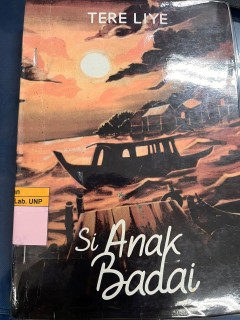 TERE LIYE
Lab. UNP
Si Anak
Badai